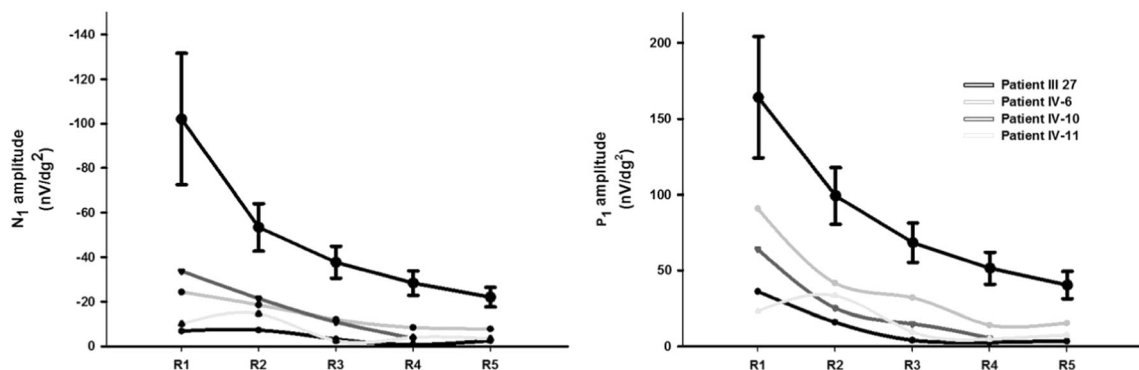 -140
-120
-100
-80
-60
-40
-20
0
N1 amplitude
(nV/dg2)
R1 R2 R3 R4 R5
200
150
100
50
0
P1 amplitude
(nV/dg2)
R1 R2 R3 R4 R5
Patient III 27
Patient IV-6
Patient IV-10
Patient IV-11